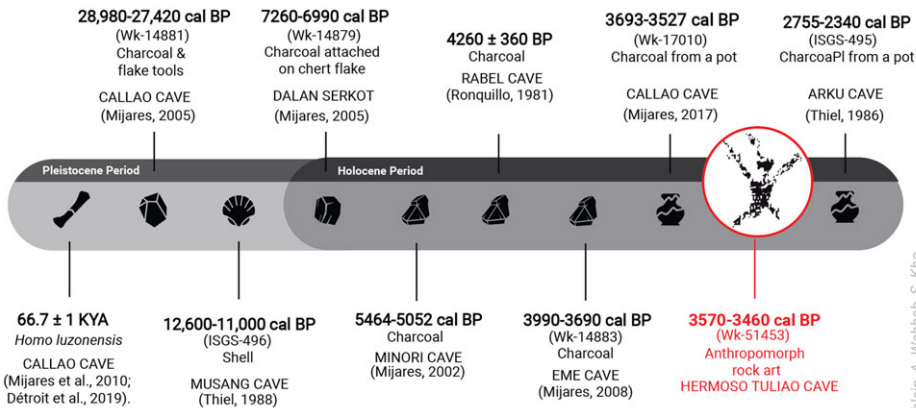 28,980-27,420 cal BP
(Wk-14881)
Charcoal &
flake tools
CALLAO CAVE
(Mijares, 2005)
7260-6990 cal BP
(Wk-14879)
Charcoal attached
on chert flake
DALAN SERKOT
(Mijares, 2005)
4260 ± 360 BP
Charcoal
RABEL CAVE
(Ronquillo, 1981)
3693-3527 cal BP
(Wk-17010)
Charcoal from a pot
CALLAO CAVE
(Mijares, 2017)
2755-2340 cal BP
(ISGS-495)
CharcoaPl from a pot
ARKU CAVE
(Thiel, 1986)
Pleistocene Period
Holocene Period
66.7 ± 1 KYA
Homo luzonensis
CALLAO CAVE
(Mijares et al., 2010;
Détroit et al., 2019).
12,600-11,000 cal BP
(ISGS-496)
Shell
MUSANG CAVE
(Thiel, 1988)
5464-5052 cal BP
Charcoal
MINORI CAVE
(Mijares, 2002)
3990-3690 cal BP
(Wk-14883)
Charcoal
EME CAVE
(Mijares, 2008)
3570-3460 cal BP
(Wk-51453)
Anthropomorph
rock art
HERMOSO TULIAO CAVE